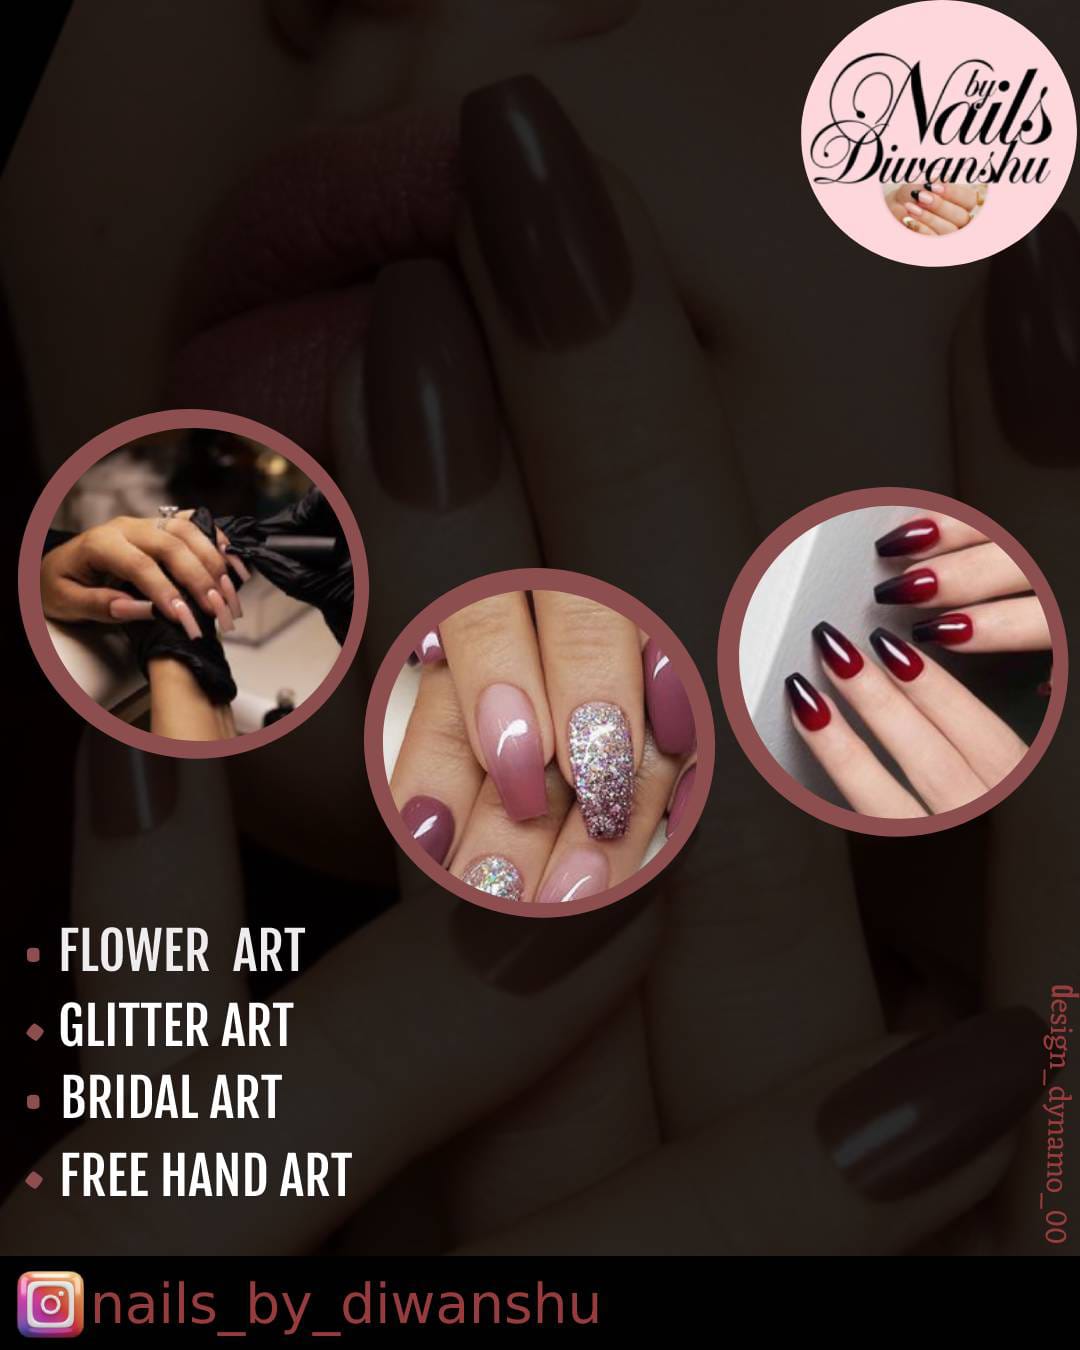 by
Nails
Diwanshu
FLOWER ART
GLITTER ART
BRIDAL ART
FREE HAND ART
design_dynamo_00
nails_by_diwanshu